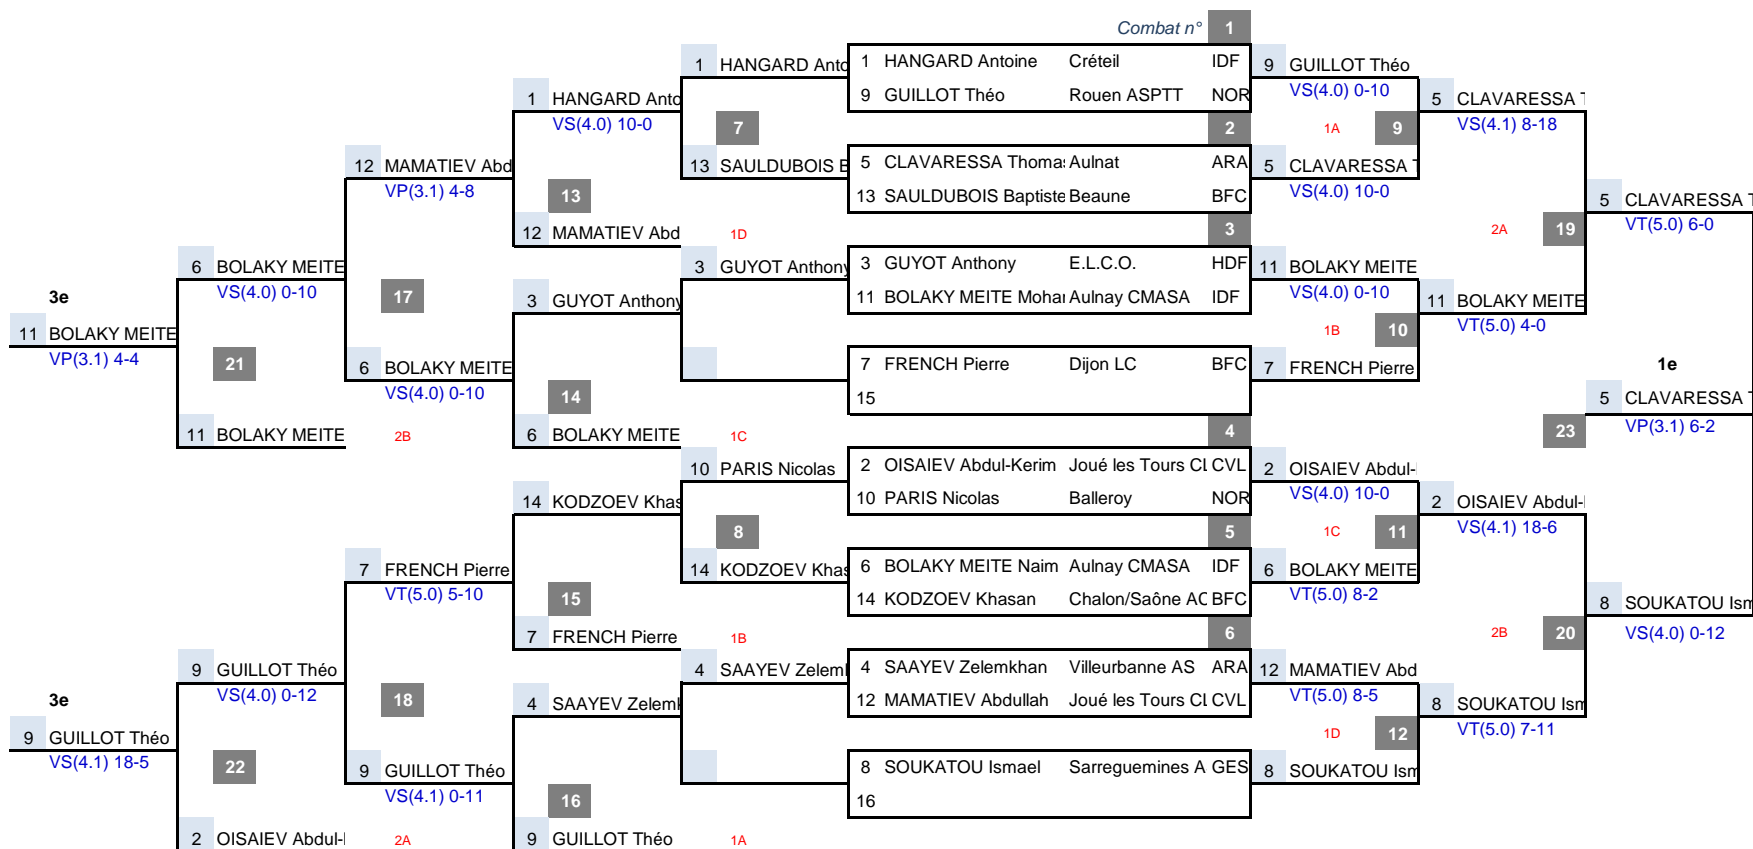 Combat n° 1
1 HANGARD Anto
1 HANGARD Antoine Créteil IDF
9 GUILLOT Théo
1 HANGARD Anto
9 GUILLOT Théo Rouen ASPTT NOR
VS(4.0) 0-10
5 CLAVARESSA T
VS(4.0) 10-0
7
2
1A
9
VS(4.1) 8-18
12 MAMATIEV Abd
13 SAULDUBOIS B
5 CLAVARESSA Thomas Aulnat ARA
5 CLAVARESSA T
VP(3.1) 4-8
13
13 SAULDUBOIS Baptiste Beaune BFC
VS(4.0) 10-0
5 CLAVARESSA T
12 MAMATIEV Abd
1D
3
2A
19
VT(5.0) 6-0
6 BOLAKY MEITE
3 GUYOT Anthony
3 GUYOT Anthony E.L.C.O. HDF
11 BOLAKY MEITE
3e
VS(4.0) 0-10
17
3 GUYOT Anthony
11 BOLAKY MEITE Mohar Aulnay CMASA IDF
VS(4.0) 0-10
11 BOLAKY MEITE
11 BOLAKY MEITE
1B
10
VT(5.0) 4-0
VP(3.1) 4-4
21
6 BOLAKY MEITE
7 FRENCH Pierre Dijon LC BFC
7 FRENCH Pierre
1e
VS(4.0) 0-10
14
15
5 CLAVARESSA T
11 BOLAKY MEITE
2B
6 BOLAKY MEITE
1C
4
23
VP(3.1) 6-2
10 PARIS Nicolas
2 OISAIEV Abdul-Kerim Joué les Tours CL CVL
2 OISAIEV Abdul-
14 KODZOEV Khas
10 PARIS Nicolas Balleroy NOR
VS(4.0) 10-0
2 OISAIEV Abdul-
8
5
1C
11
VS(4.1) 18-6
7 FRENCH Pierre
14 KODZOEV Khas
6 BOLAKY MEITE Naim Aulnay CMASA IDF
6 BOLAKY MEITE
VT(5.0) 5-10
15
14 KODZOEV Khasan Chalon/Saône AC BFC
VT(5.0) 8-2
8 SOUKATOU Ism
7 FRENCH Pierre
1B
6
2B
20
VS(4.0) 0-12
9 GUILLOT Théo
4 SAAYEV Zelemk
4 SAAYEV Zelemkhan Villeurbanne AS ARA
12 MAMATIEV Abd
3e
VS(4.0) 0-12
18
4 SAAYEV Zelemk
12 MAMATIEV Abdullah Joué les Tours CL CVL
VT(5.0) 8-5
8 SOUKATOU Ism
9 GUILLOT Théo
1D
12
VT(5.0) 7-11
VS(4.1) 18-5
22
9 GUILLOT Théo
8 SOUKATOU Ismael Sarreguemines A GES
8 SOUKATOU Ism
VS(4.1) 0-11
16
16
2 OISAIEV Abdul-
2A
9 GUILLOT Théo
1A